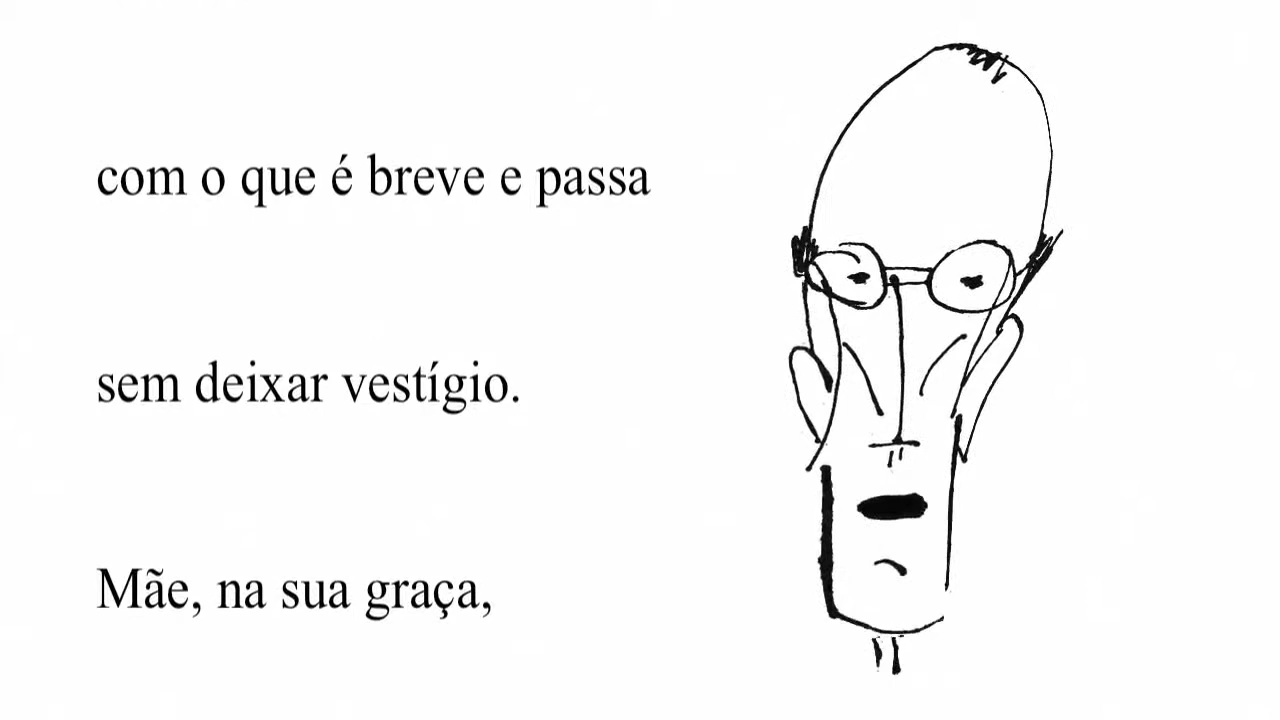 com o que é breve e passa
sem deixar vestígio.
Mãe, na sua graça,